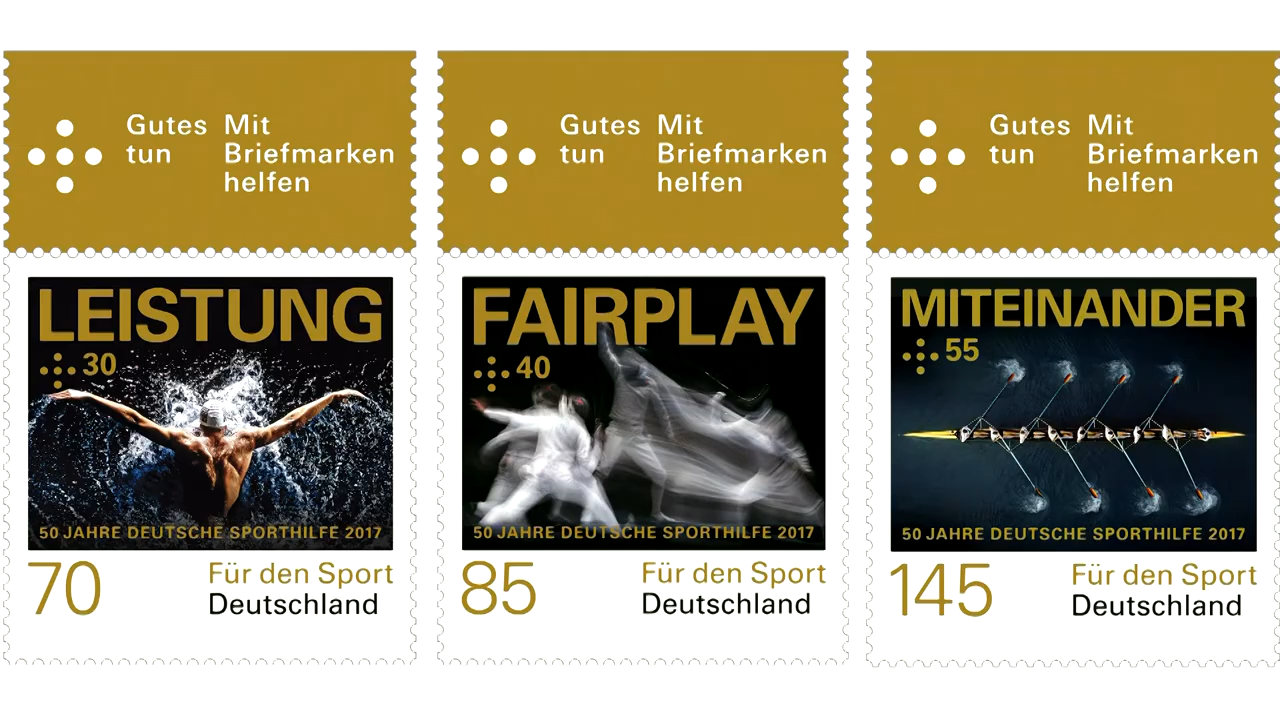 Gutes Mit
tun Briefmarken
helfen
LEISTUNG
30
50 JAHRE DEUTSCHE SPORTHILFE 2017
70 Für den Sport
Deutschland
Gutes Mit
tun Briefmarken
helfen
FAIRPLAY
40
50 JAHRE DEUTSCHE SPORTHILFE 2017
85 Für den Sport
Deutschland
Gutes Mit
tun Briefmarken
helfen
MITEINANDER
55
50 JAHRE DEUTSCHE SPORTHILFE 2017
145 Für den Sport
Deutschland